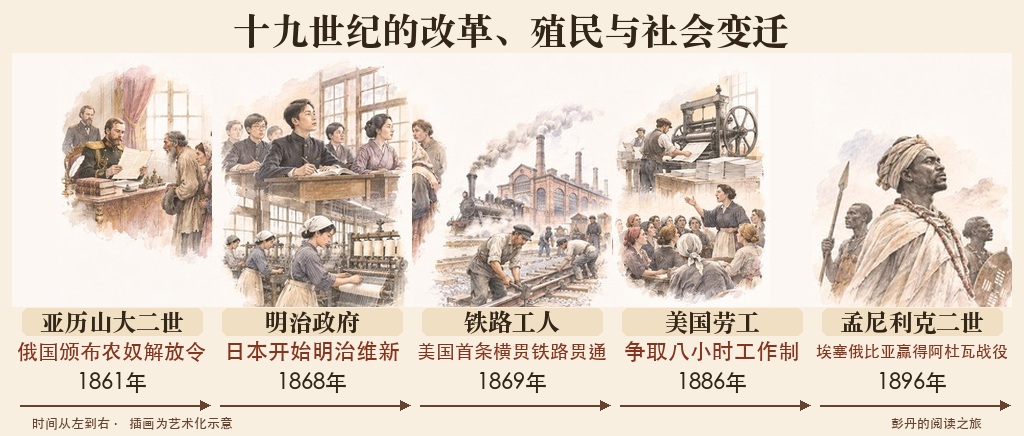 十九世纪的改革、殖民与社会变迁
亚历山大二世
俄国颁布农奴解放令
1861年
明治政府
日本开始明治维新
1868年
铁路工人
美国首条横贯铁路贯通
1869年
美国劳工
争取八小时工作制
1886年
孟尼利克二世
埃塞俄比亚赢得阿杜瓦战役
1896年
时间从左到右· 插画为艺术化示意
彭丹的阅读之旅